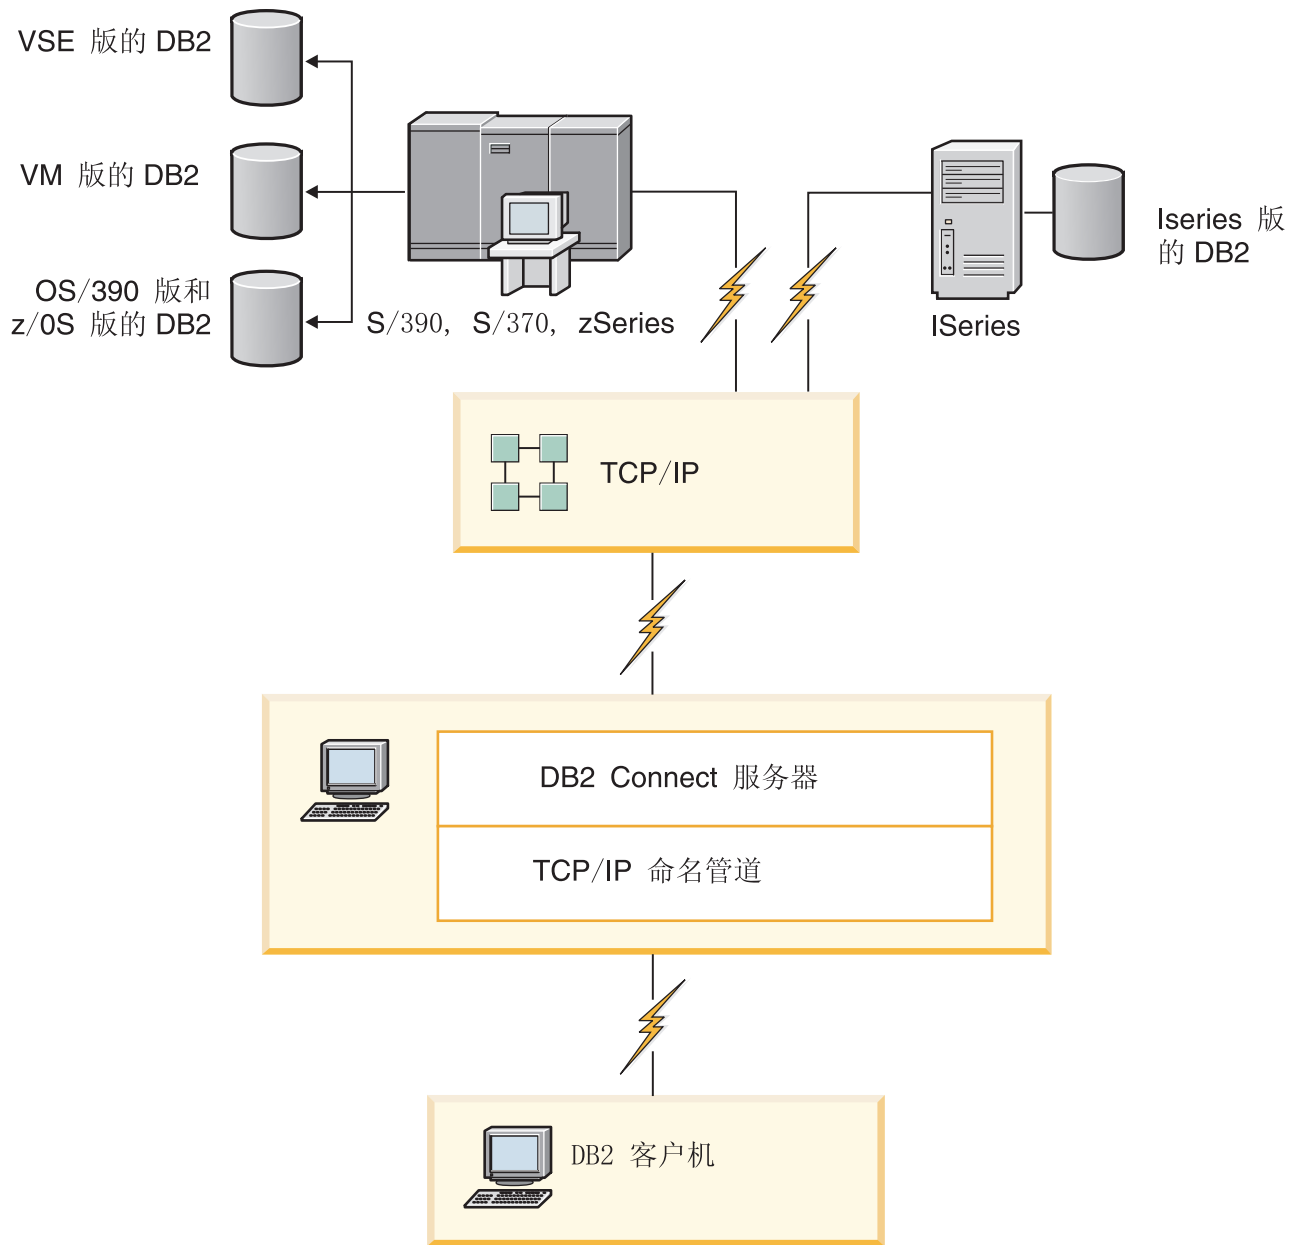 VSE 版的 DB2
VM 版的 DB2
OS/390 版和
z/0S 版的 DB2
S/390, S/370, zSeries
ISeries
Iseries 版
的 DB2
TCP/IP
DB2 Connect 服务器
TCP/IP 命名管道
DB2 客户机